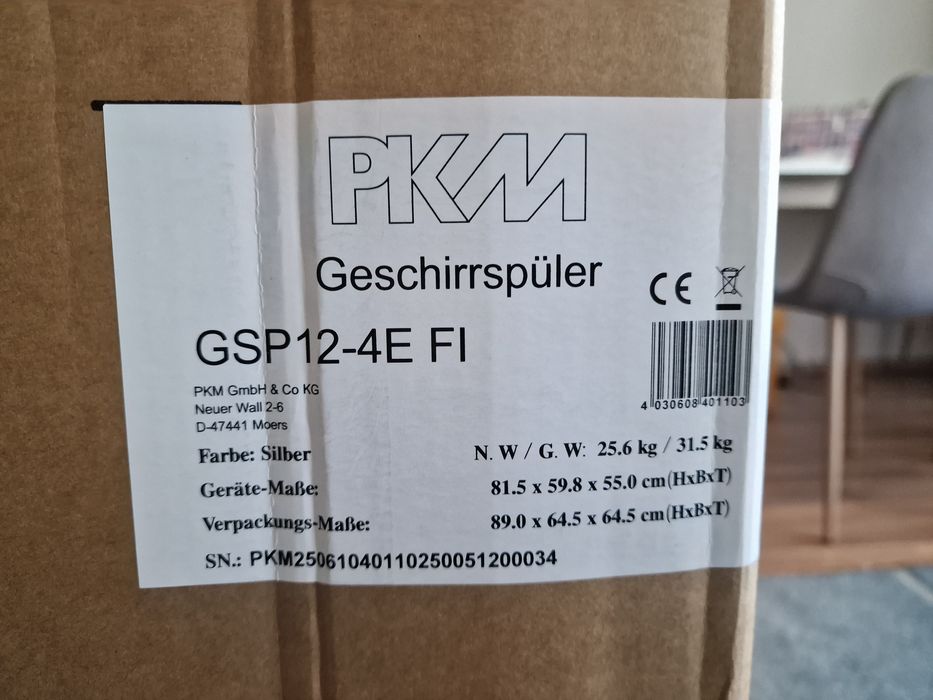 PKM
Geschirrspüler
CE
GSP12-4E FI
4 030608 401103
PKM GmbH & Co KG
Neuer Wall 2-6
D-47441 Moers
Farbe: Silber N. W / G. W: 25.6 kg / 31.5 kg
Geräte-Maße: 81.5 x 59.8 x 55.0 cm(HxBxT)
Verpackungs-Maße: 89.0 x 64.5 x 64.5 cm(HxBxT)
SN.: PKM25061040110250051200034